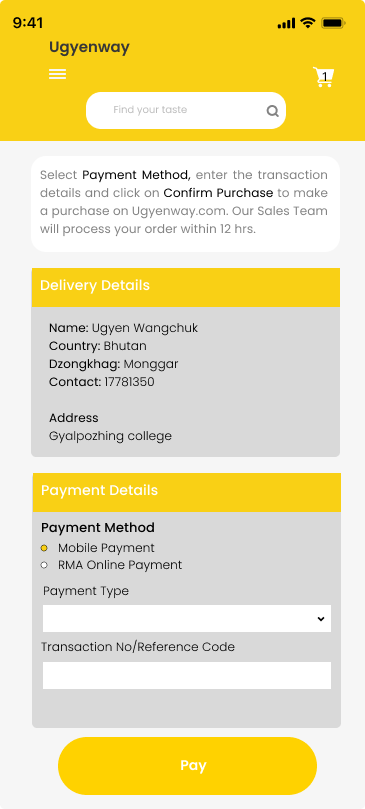 9:41
Ugyenway
1
Find your taste
Select Payment Method, enter the transaction
details and click on Confirm Purchase to make
a purchase on Ugyenway.com. Our Sales Team
will process your order within 12 hrs.
Delivery Details
Name: Ugyen Wangchuk
Country: Bhutan
Dzongkhag: Monggar
Contact: 17781350
Address
Gyalpozhing college
Payment Details
Payment Method
Mobile Payment
RMA Online Payment
Payment Type
Transaction No/Reference Code
Pay